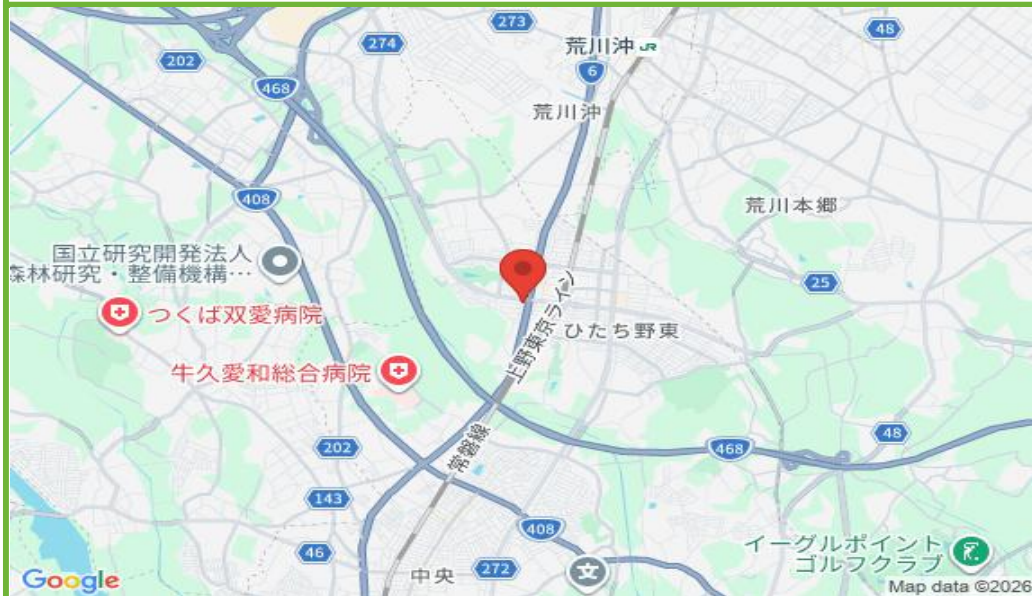 273
48
274
荒川沖 JR
202
6
468
荒川沖
408
荒川本郷
国立研究開発法人
森林研究・整備機構…
25
つくば双愛病院
上野東京ライン
ひたち野東
牛久愛和総合病院
48
202
468
常磐線
143
408
46
イーグルポイント
ゴルフクラブ
中央
272
文
Google
Map data ©2026